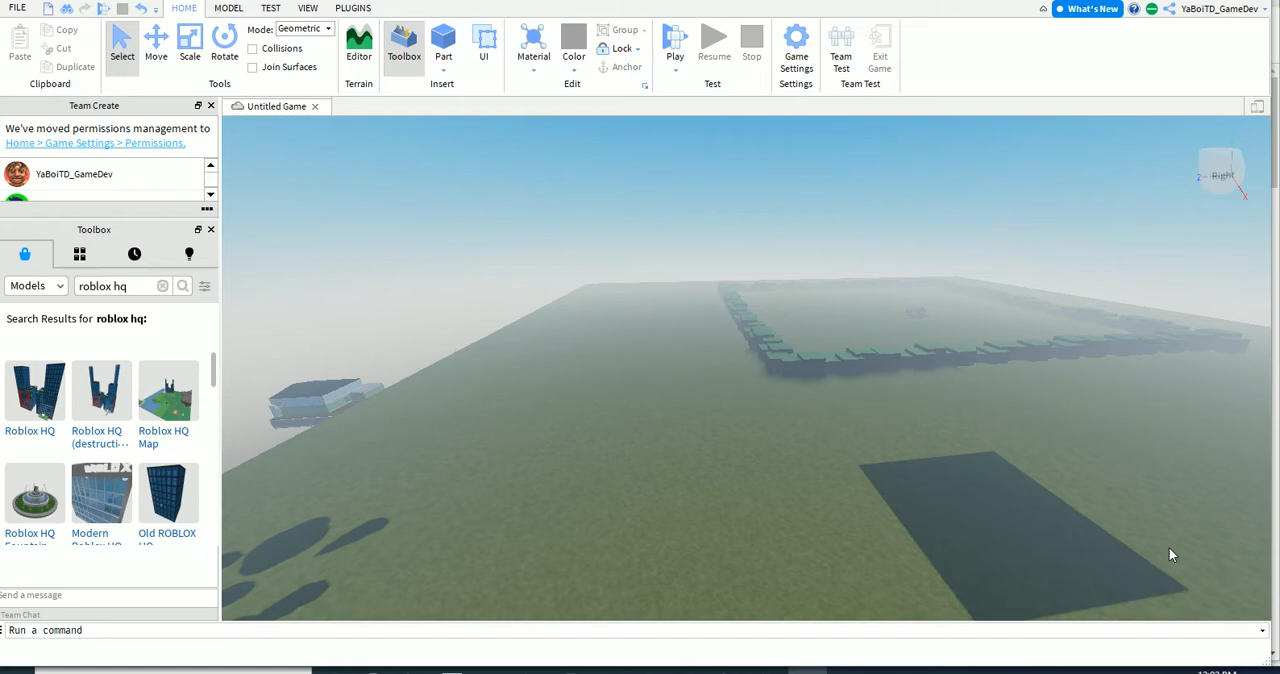 FILE HOME MODEL TEST VIEW PLUGINS What's New YaBoiTD_GameDev
Copy Mode: Geometric Group
Cut Collisions Lock
Paste Duplicate Select Move Scale Rotate Join Surfaces Editor Toolbox Part UI Material Color Anchor Play Resume Stop Game Settings Team Test Exit Game
Clipboard Tools Terrain Insert Edit Test Settings Team Test
Team Create
Untitled Game
We've moved permissions management to
Home > Game Settings > Permissions.
YaBoiTD_GameDev
Right
Z
X
Toolbox
Models roblox hq
Search Results for roblox hq:
Roblox HQ
Roblox HQ (destructi···
Roblox HQ Map
Roblox HQ Fountain
Modern Roblox HQ
Old ROBLOX HQ
Send a message
Team Chat
Run a command